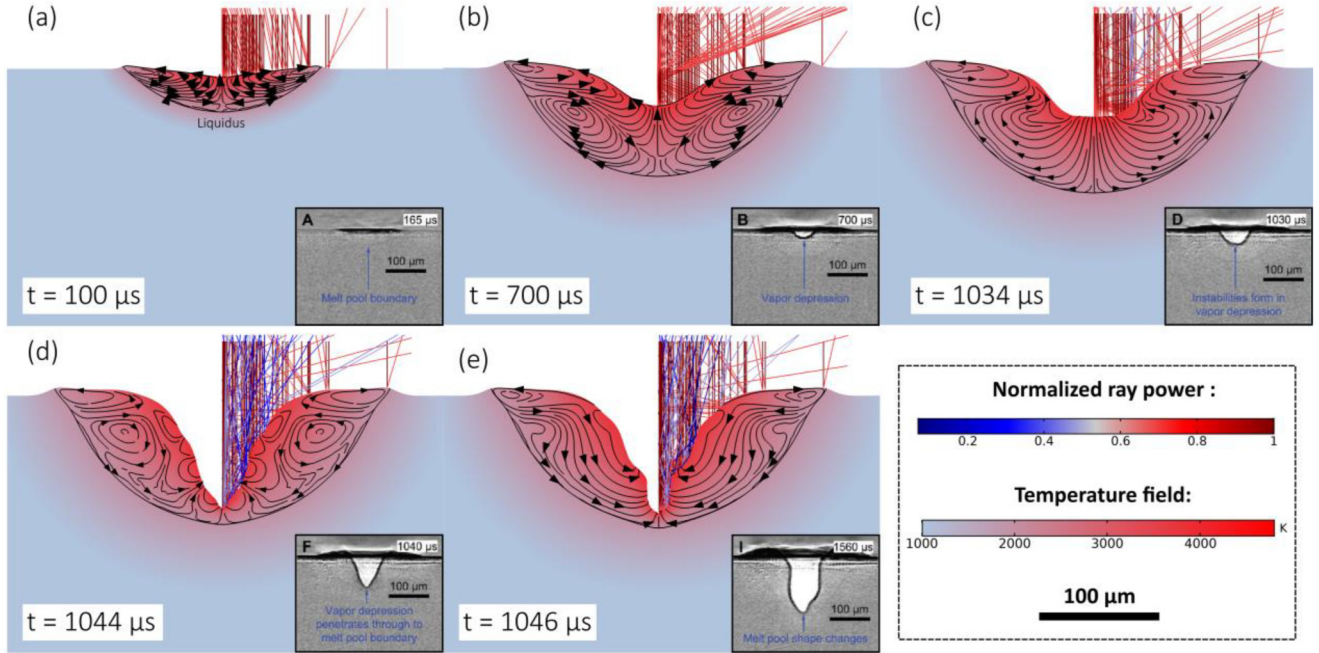 (a)
Liquidus
t = 100 µs
A
165 µs
100 µm
Melt pool boundary
(b)
t = 700 µs
B
700 µs
100 µm
Vapor depression
(c)
t = 1034 µs
D
1030 µs
100 µm
Instabilities form in
vapor depression
(d)
t = 1044 µs
F
1040 µs
100 µm
Vapor depression
penetrates through to
melt pool boundary
(e)
t = 1046 µs
I
1560 µs
100 µm
Melt pool shape changes
Normalized ray power :
0.2 0.4 0.6 0.8 1
Temperature field:
K
1000 2000 3000 4000
100 µm